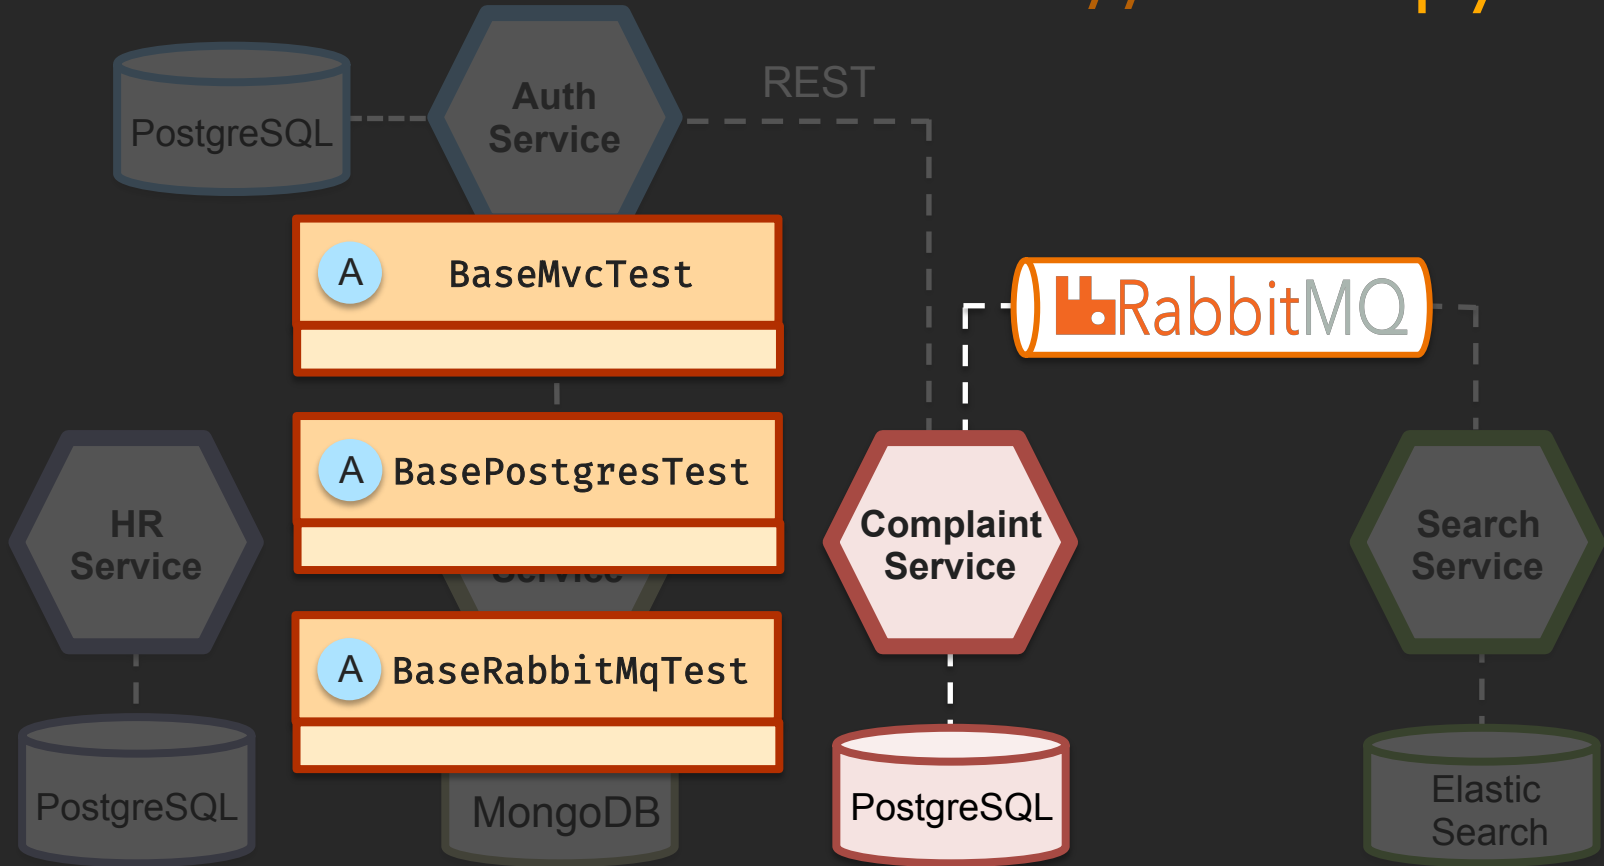 Auth
Service
REST
PostgreSQL
A BaseMvcTest
RabbitMQ
A BasePostgresTest
HR
Service
Service
Complaint
Service
Search
Service
A BaseRabbitMqTest
PostgreSQL
MongoDB
PostgreSQL
Elastic
Search